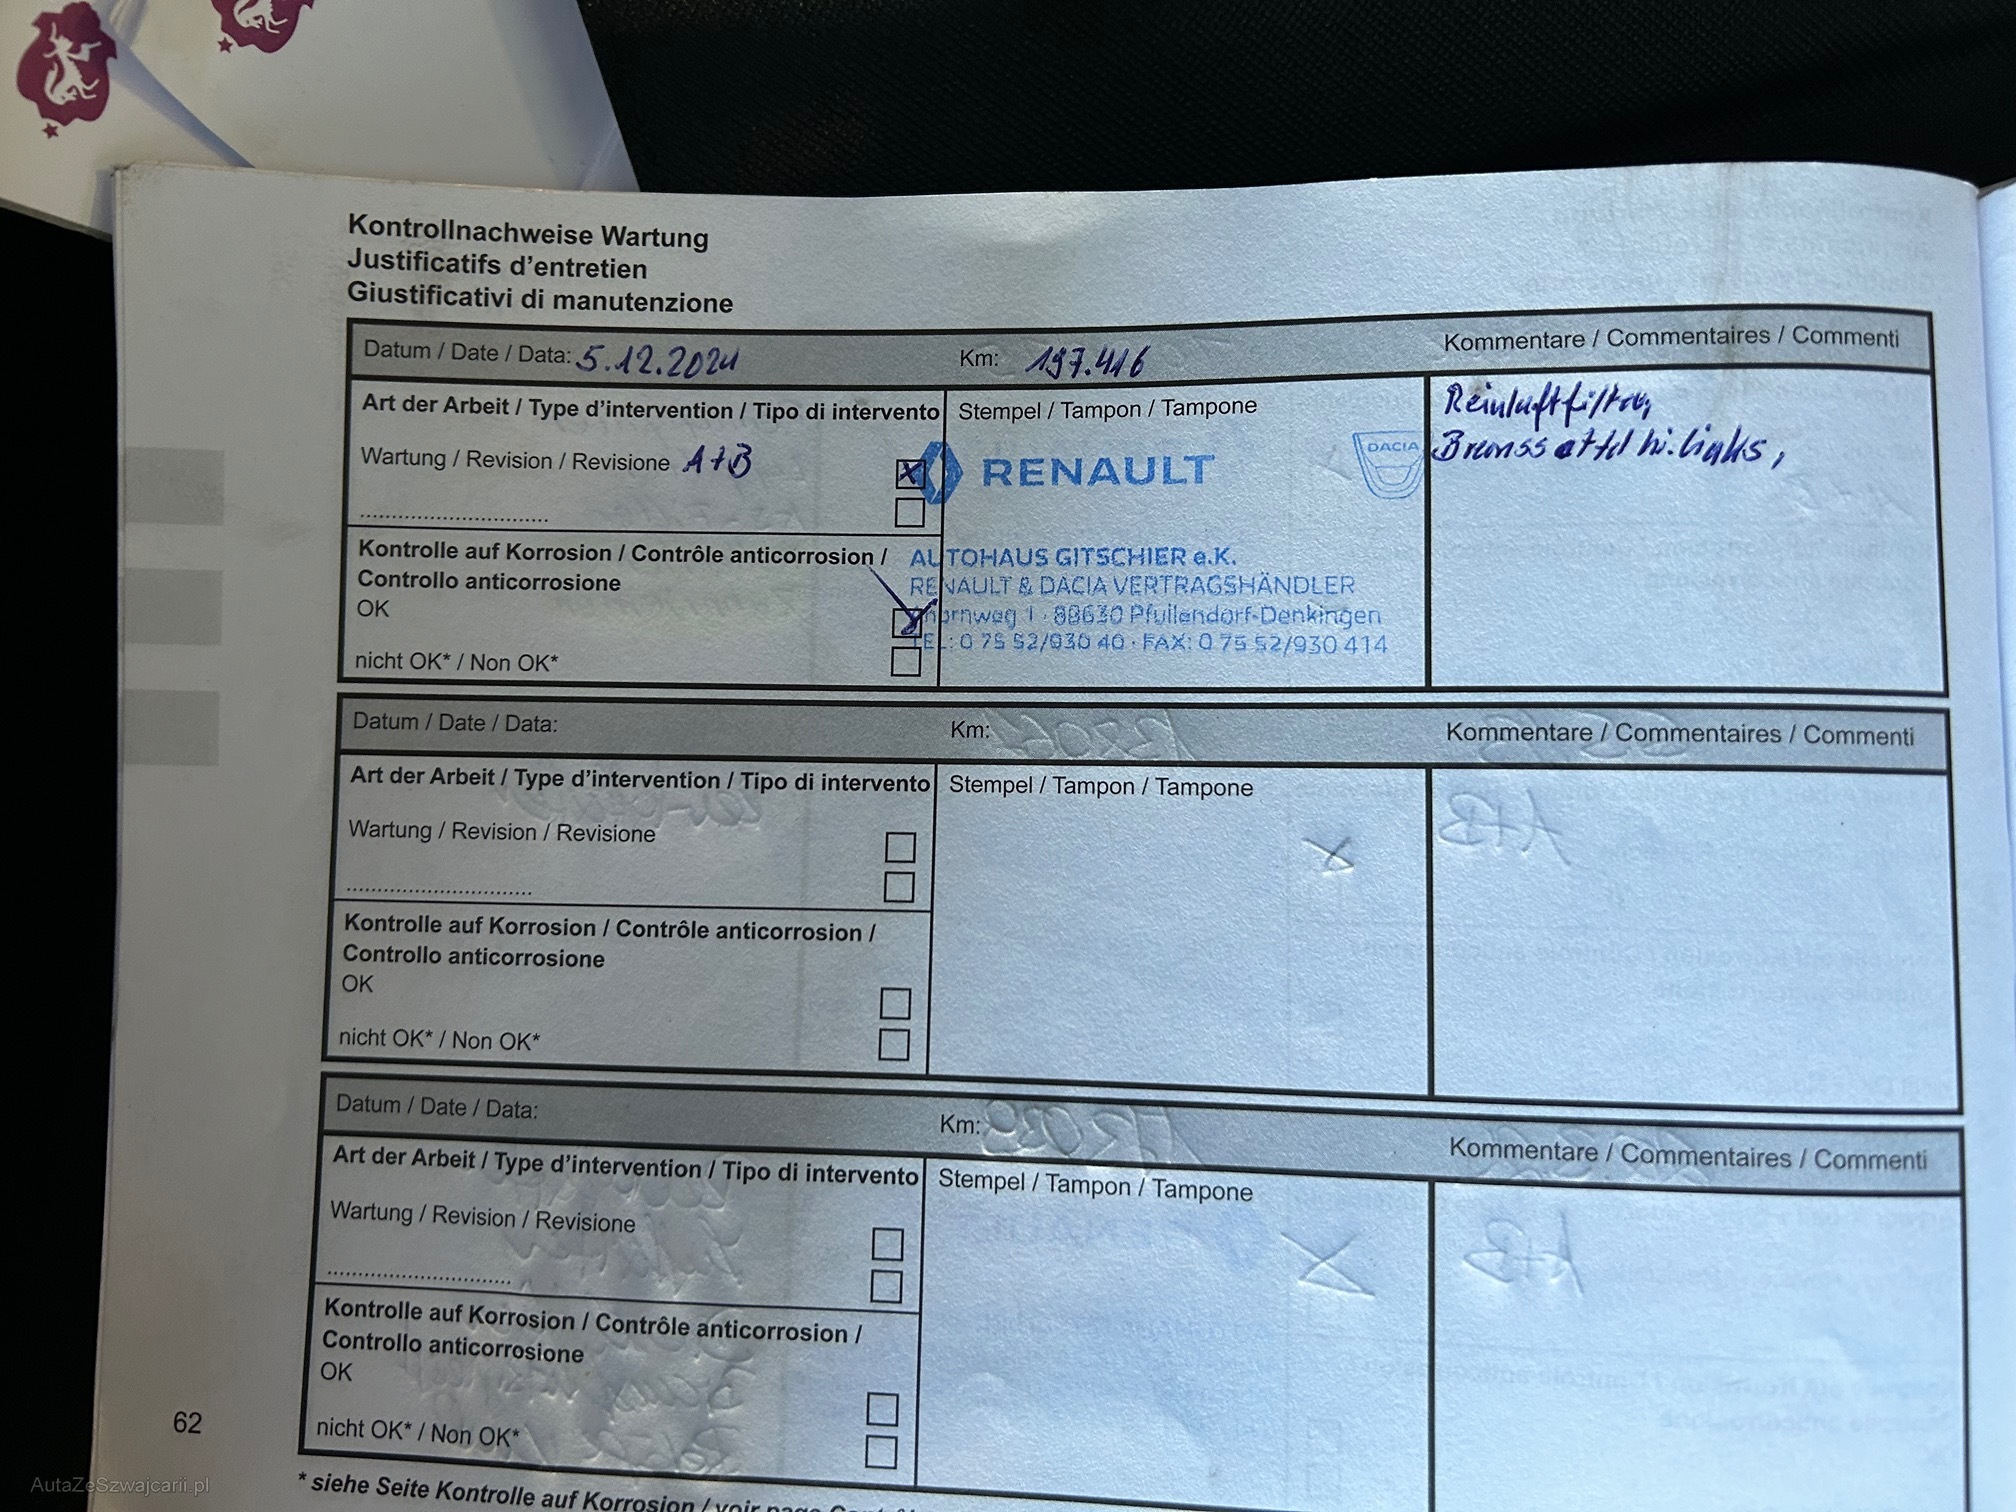 Kontrollnachweise Wartung
Justificatifs d'entretien
Giustificativi di manutenzione
Datum / Date / Data: 5.12.2024 Km: 197.416 Kommentare / Commentaires / Commenti
Art der Arbeit / Type d'intervention / Tipo di intervento Stempel / Tampon / Tampone
Reinluftfilter,
Wartung / Revision / Revisione A+B
Bremssattel hi. links,
RENAULT DACIA
Kontrolle auf Korrosion / Contrôle anticorrosion /
Controllo anticorrosione
OK
nicht OK* / Non OK*
AUTOHAUS GITSCHIER e.K.
RENAULT & DACIA VERTRAGSHÄNDLER
1 · 88630 Pfullendorf-Denkingen
TEL: 0 75 52/930 40 · FAX: 0 75 52/930 414
Datum / Date / Data: Km: Kommentare / Commentaires / Commenti
Art der Arbeit / Type d'intervention / Tipo di intervento Stempel / Tampon / Tampone
Wartung / Revision / Revisione
Kontrolle auf Korrosion / Contrôle anticorrosion /
Controllo anticorrosione
OK
nicht OK* / Non OK*
Datum / Date / Data: Km: Kommentare / Commentaires / Commenti
Art der Arbeit / Type d'intervention / Tipo di intervento Stempel / Tampon / Tampone
Wartung / Revision / Revisione
Kontrolle auf Korrosion / Contrôle anticorrosion /
Controllo anticorrosione
OK
nicht OK* / Non OK*
62
* siehe Seite Kontrolle auf Korrosion / voir page
AutaZeSzwajcarii.pl